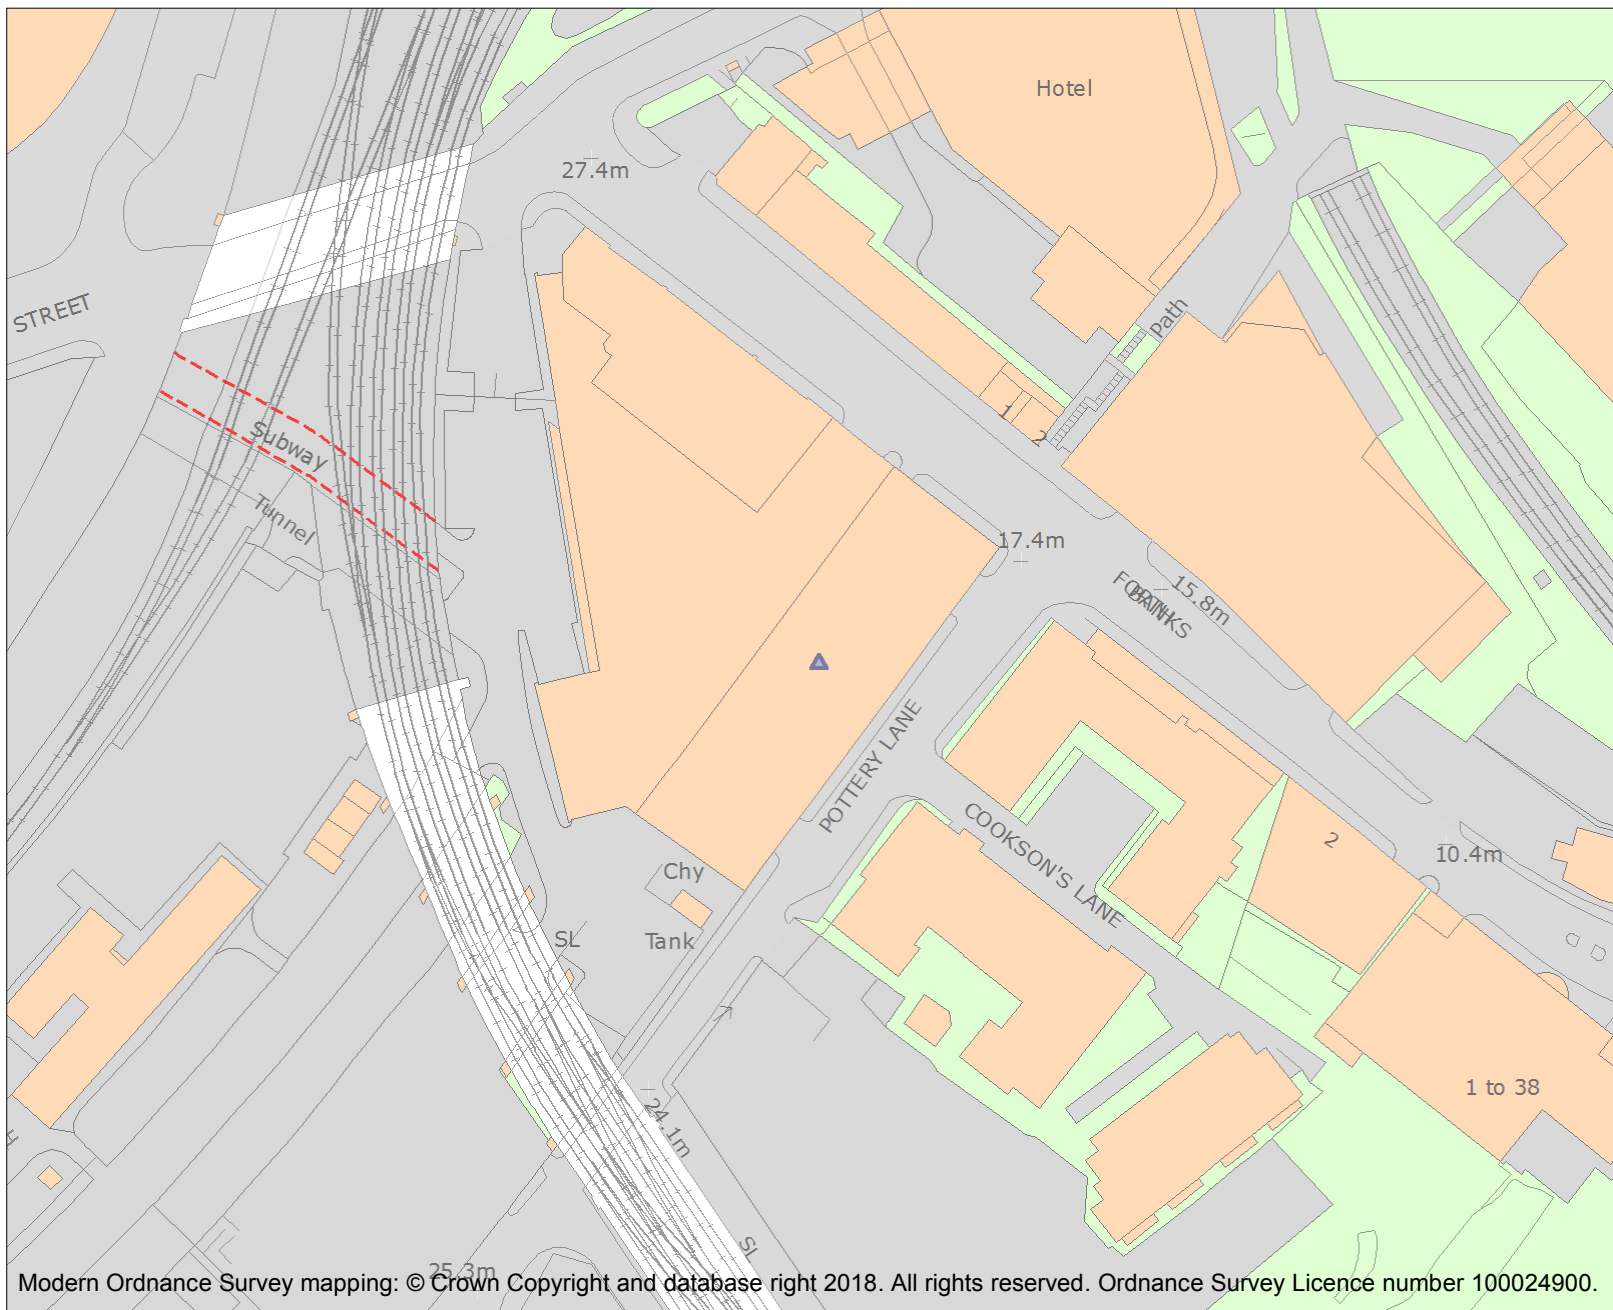 Hotel
27.4m
STREET
Path
1
2
Subway
Tunnel
17.4m
15.8m
FORTH
BANKS
POTTERY LANE
COOKSON'S LANE
2
10.4m
Chy
SL
Tank
1 to 38
24.1m
SL
25.3m
Modern Ordnance Survey mapping: © Crown Copyright and database right 2018. All rights reserved. Ordnance Survey Licence number 100024900.